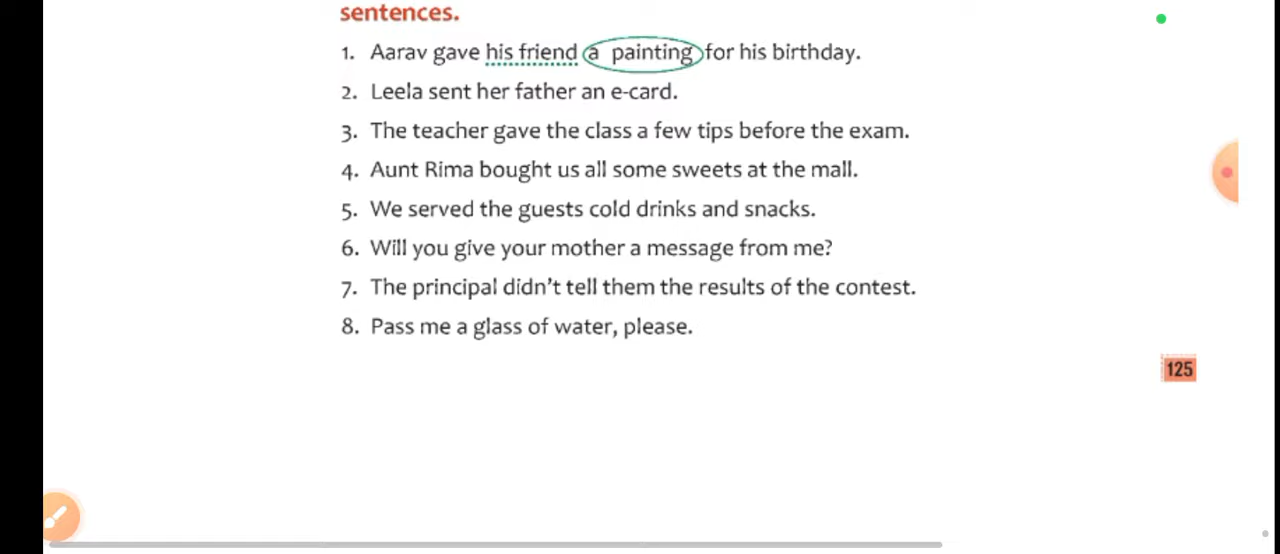 sentences.
1. Aarav gave his friend a painting for his birthday.
2. Leela sent her father an e-card.
3. The teacher gave the class a few tips before the exam.
4. Aunt Rima bought us all some sweets at the mall.
5. We served the guests cold drinks and snacks.
6. Will you give your mother a message from me?
7. The principal didn't tell them the results of the contest.
8. Pass me a glass of water, please.
125